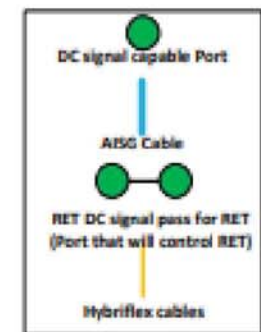 DC signal capable Port
AISG Cable
RET DC signal pass for RET
(Port that will control RET)
Hybriflex cables